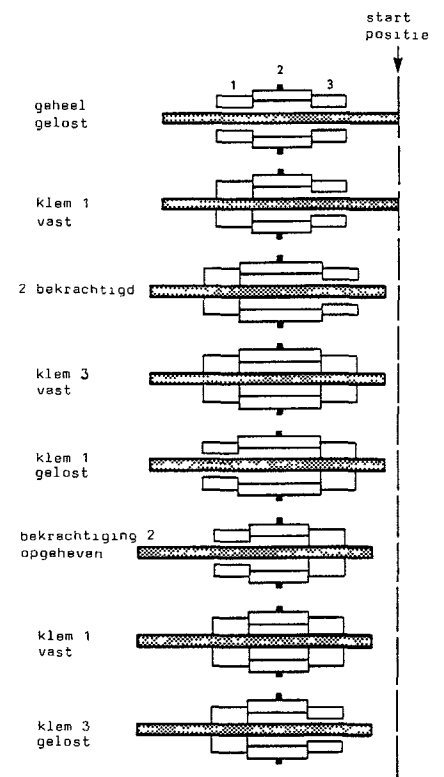 start
positie
1 2 3
geheel
gelost
klem 1
vast
2 bekrachtigd
klem 3
vast
klem 1
gelost
bekrachtiging 2
opgeheven
klem 1
vast
klem 3
gelost